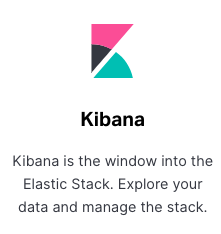 Kibana
Kibana is the window into the
Elastic Stack. Explore your
data and manage the stack.